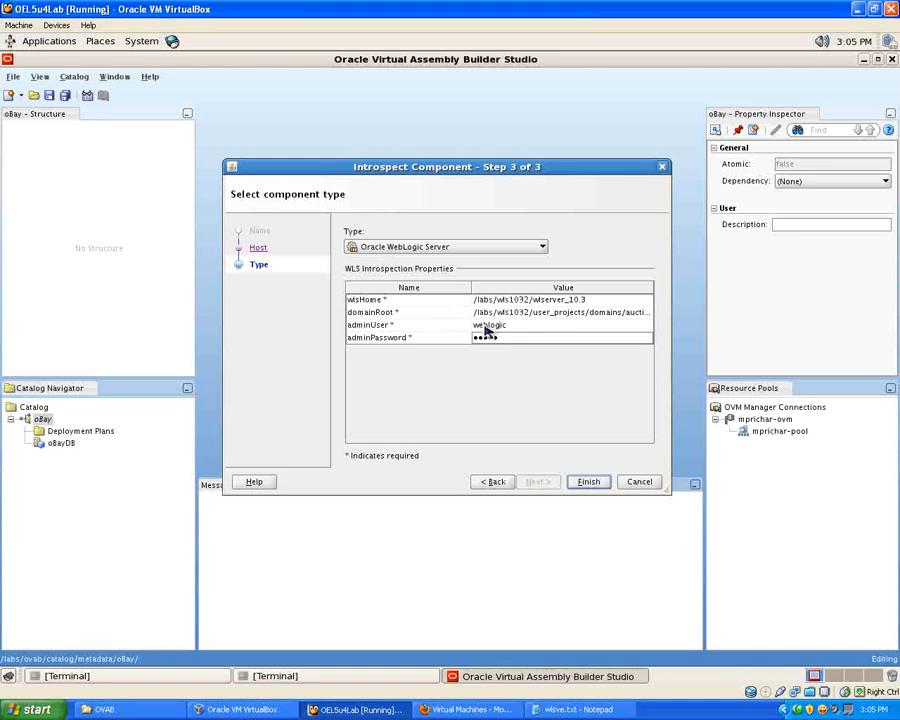 OEL5u4Lab [Running] - Oracle VM VirtualBox
Machine Devices Help
Applications Places System 3:05 PM
Oracle Virtual Assembly Builder Studio
File View Catalog Window Help
oBay - Structure
oBay - Property Inspector
Find
General
Atomic: false
Dependency: (None)
User
Description:
No Structure
Introspect Component - Step 3 of 3
Select component type
Name
Host
Type
Type:
Oracle WebLogic Server
WLS Introspection Properties
Name Value
wlsHome * /labs/wls1032/wlserver_10.3
domainRoot * /labs/wls1032/user_projects/domains/aucti...
adminUser * weblogic
adminPassword * •••••
* Indicates required
Help < Back Next > Finish Cancel
Catalog Navigator
Catalog
oBay
Deployment Plans
oBayDB
Messa
Resource Pools
OVM Manager Connections
mprichar-ovm
mprichar-pool
/labs/ovab/catalog/metadata/oBay/ Editing
[Terminal] [Terminal] Oracle Virtual Assembly Builder Studio
Right Ctrl
start OVAB Oracle VM VirtualBox OEL5u4Lab [Running]... Virtual Machines - Mo... wlsve.txt - Notepad 3:05 PM